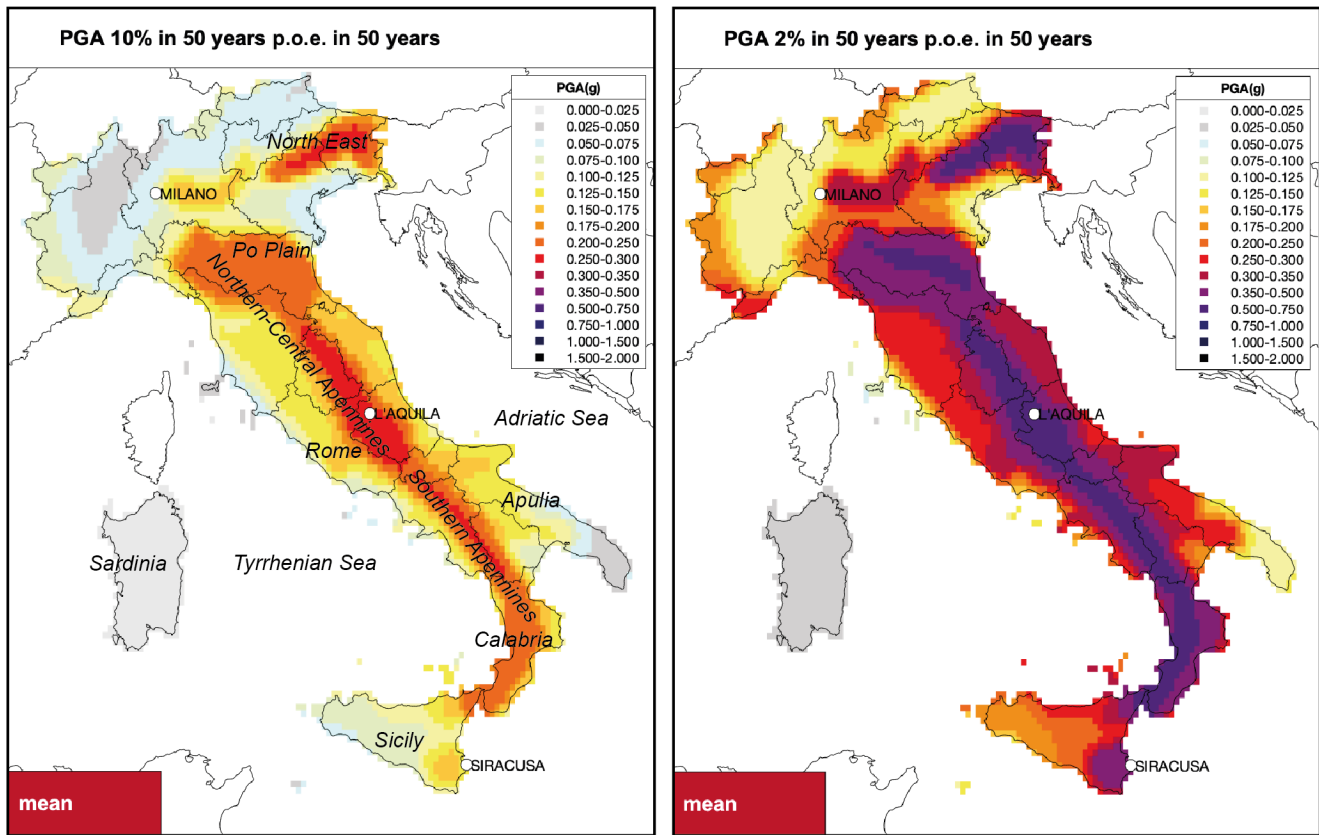 PGA 10% in 50 years p.o.e. in 50 years
PGA(g)
0.000-0.025
0.025-0.050
0.050-0.075
0.075-0.100
0.100-0.125
0.125-0.150
0.150-0.175
0.175-0.200
0.200-0.250
0.250-0.300
0.300-0.350
0.350-0.500
0.500-0.750
0.750-1.000
1.000-1.500
1.500-2.000
North East
MILANO
Po Plain
Northern-Central Apennines
L'AQUILA
Adriatic Sea
Rome
Southern Apennines
Apulia
Sardinia
Tyrrhenian Sea
Calabria
Sicily
SIRACUSA
mean
PGA 2% in 50 years p.o.e. in 50 years
PGA(g)
0.000-0.025
0.025-0.050
0.050-0.075
0.075-0.100
0.100-0.125
0.125-0.150
0.150-0.175
0.175-0.200
0.200-0.250
0.250-0.300
0.300-0.350
0.350-0.500
0.500-0.750
0.750-1.000
1.000-1.500
1.500-2.000
MILANO
L'AQUILA
SIRACUSA
mean